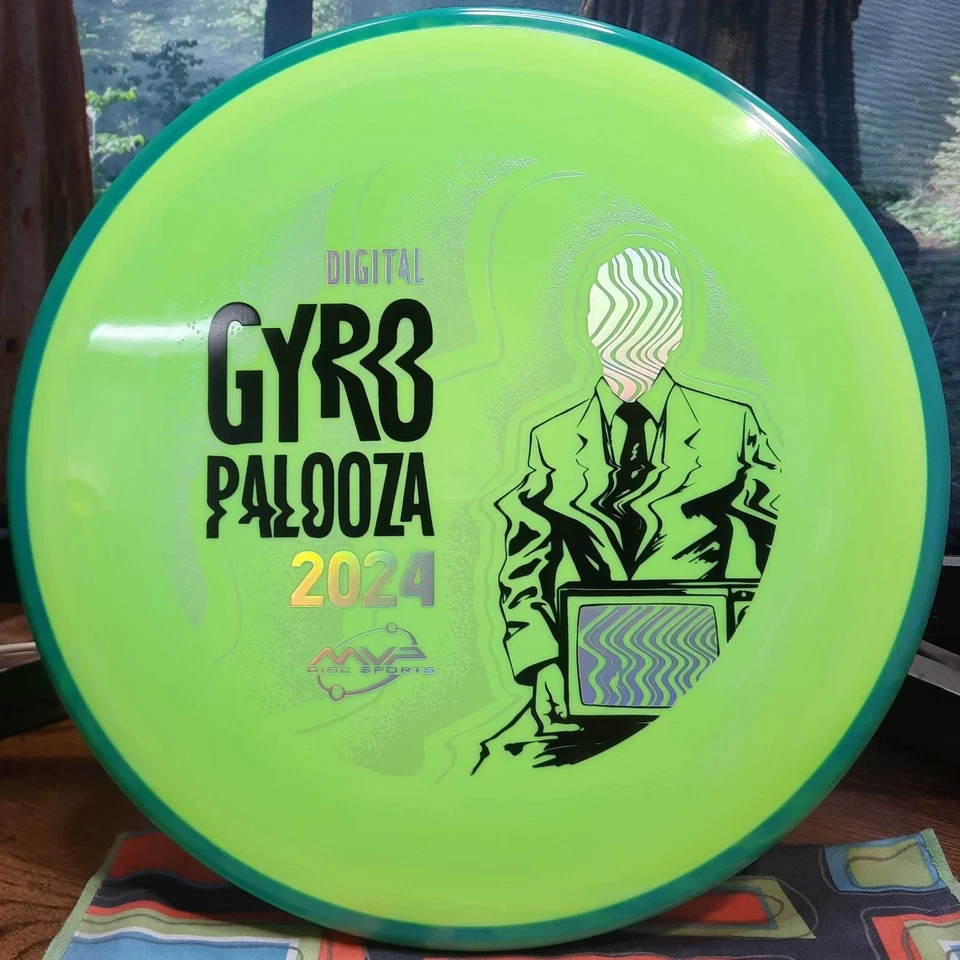 DIGITAL
GYRO
PALOOZA
2024
MVP
DISC SPORTS